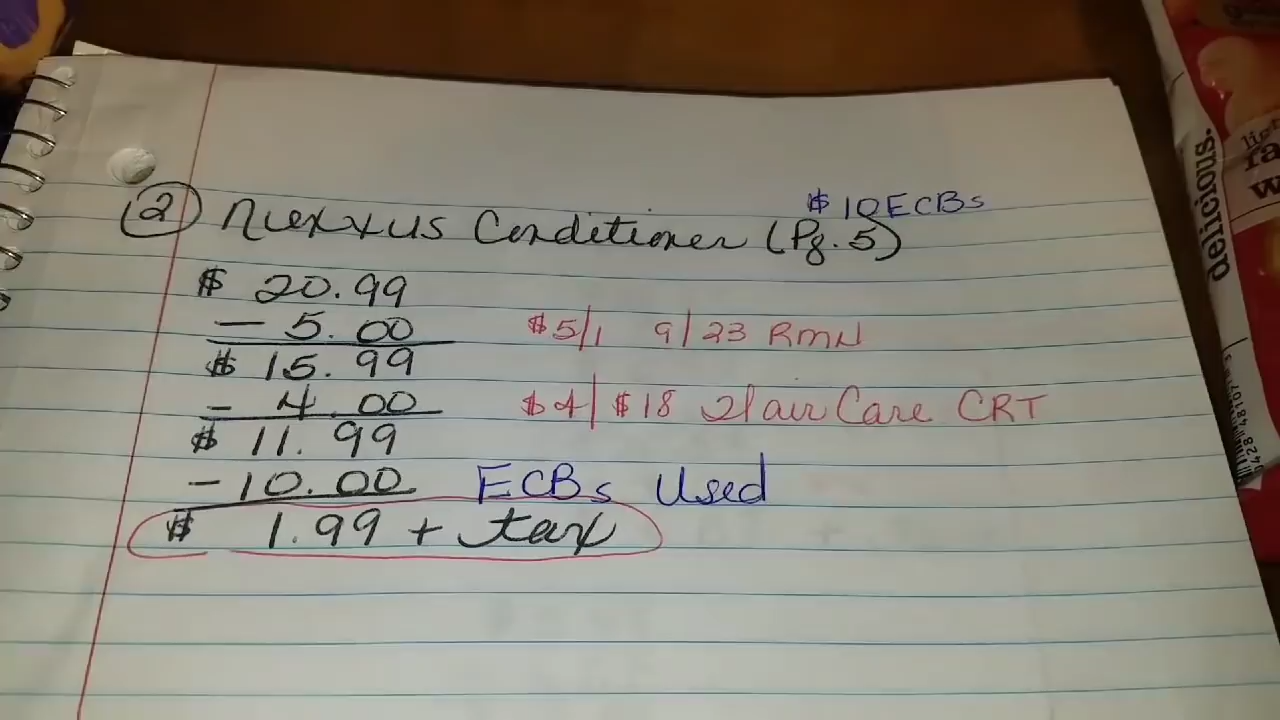 $10 ECBs
(2) Nexxus Conditioner (Pg. 5)
$ 20.99
- 5.00 $5/1 9/23 RMN
$ 15.99
- 4.00 $4/$18 Hair Care CRT
$ 11.99
- 10.00 ECBs Used
$ 1.99 + tax
delicious.